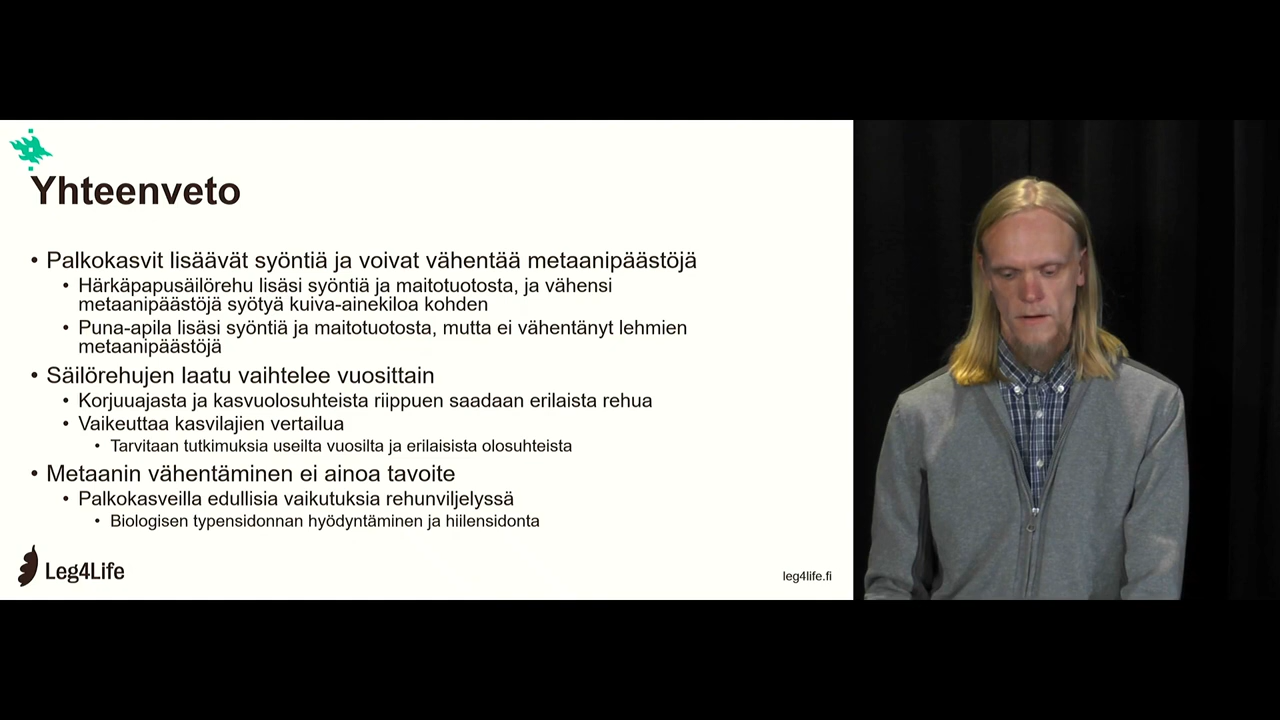 Yhteenveto
• Palkokasvit lisäävät syöntiä ja voivat vähentää metaanipäästöjä
• Härkäpapusäilörehu lisäsi syöntiä ja maitotuotosta, ja vähensi
metaanipäästöjä syötyä kuiva-ainekiloa kohden
• Puna-apila lisäsi syöntiä ja maitotuotosta, mutta ei vähentänyt lehmien
metaanipäästöjä
• Säilörehujen laatu vaihtelee vuosittain
• Korjuuajasta ja kasvuolosuhteista riippuen saadaan erilaista rehua
• Vaikeuttaa kasvilajien vertailua
• Tarvitaan tutkimuksia useilta vuosilta ja erilaisista olosuhteista
• Metaanin vähentäminen ei ainoa tavoite
• Palkokasveilla edullisia vaikutuksia rehunviljelyssä
• Biologisen typensidonnan hyödyntäminen ja hiilensidonta
Leg4Life
leg4life.fi